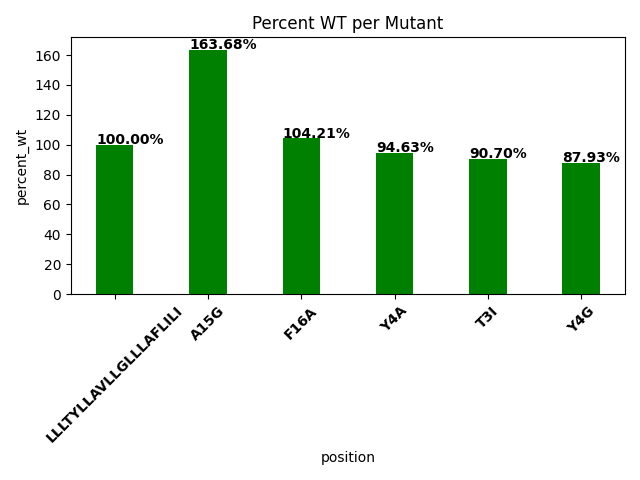 Percent WT per Mutant
percent_wt
160
140
120
100
80
60
40
20
0
100.00%
163.68%
104.21%
94.63%
90.70%
87.93%
LLLTYLLAVLLGLLLAFLILI
A15G
F16A
Y4A
T3I
Y4G
position